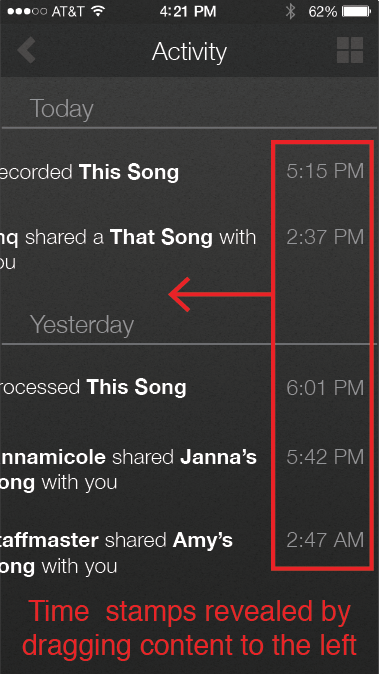 AT&T 4:21 PM 62%
Activity
Today
ecorded This Song 5:15 PM
nq shared a That Song with 2:37 PM
ou
Yesterday
rocessed This Song 6:01 PM
nnamicole shared Janna's 5:42 PM
ong with you
taffmaster shared Amy's 2:47 AM
ong with you
Time stamps revealed by
dragging content to the left